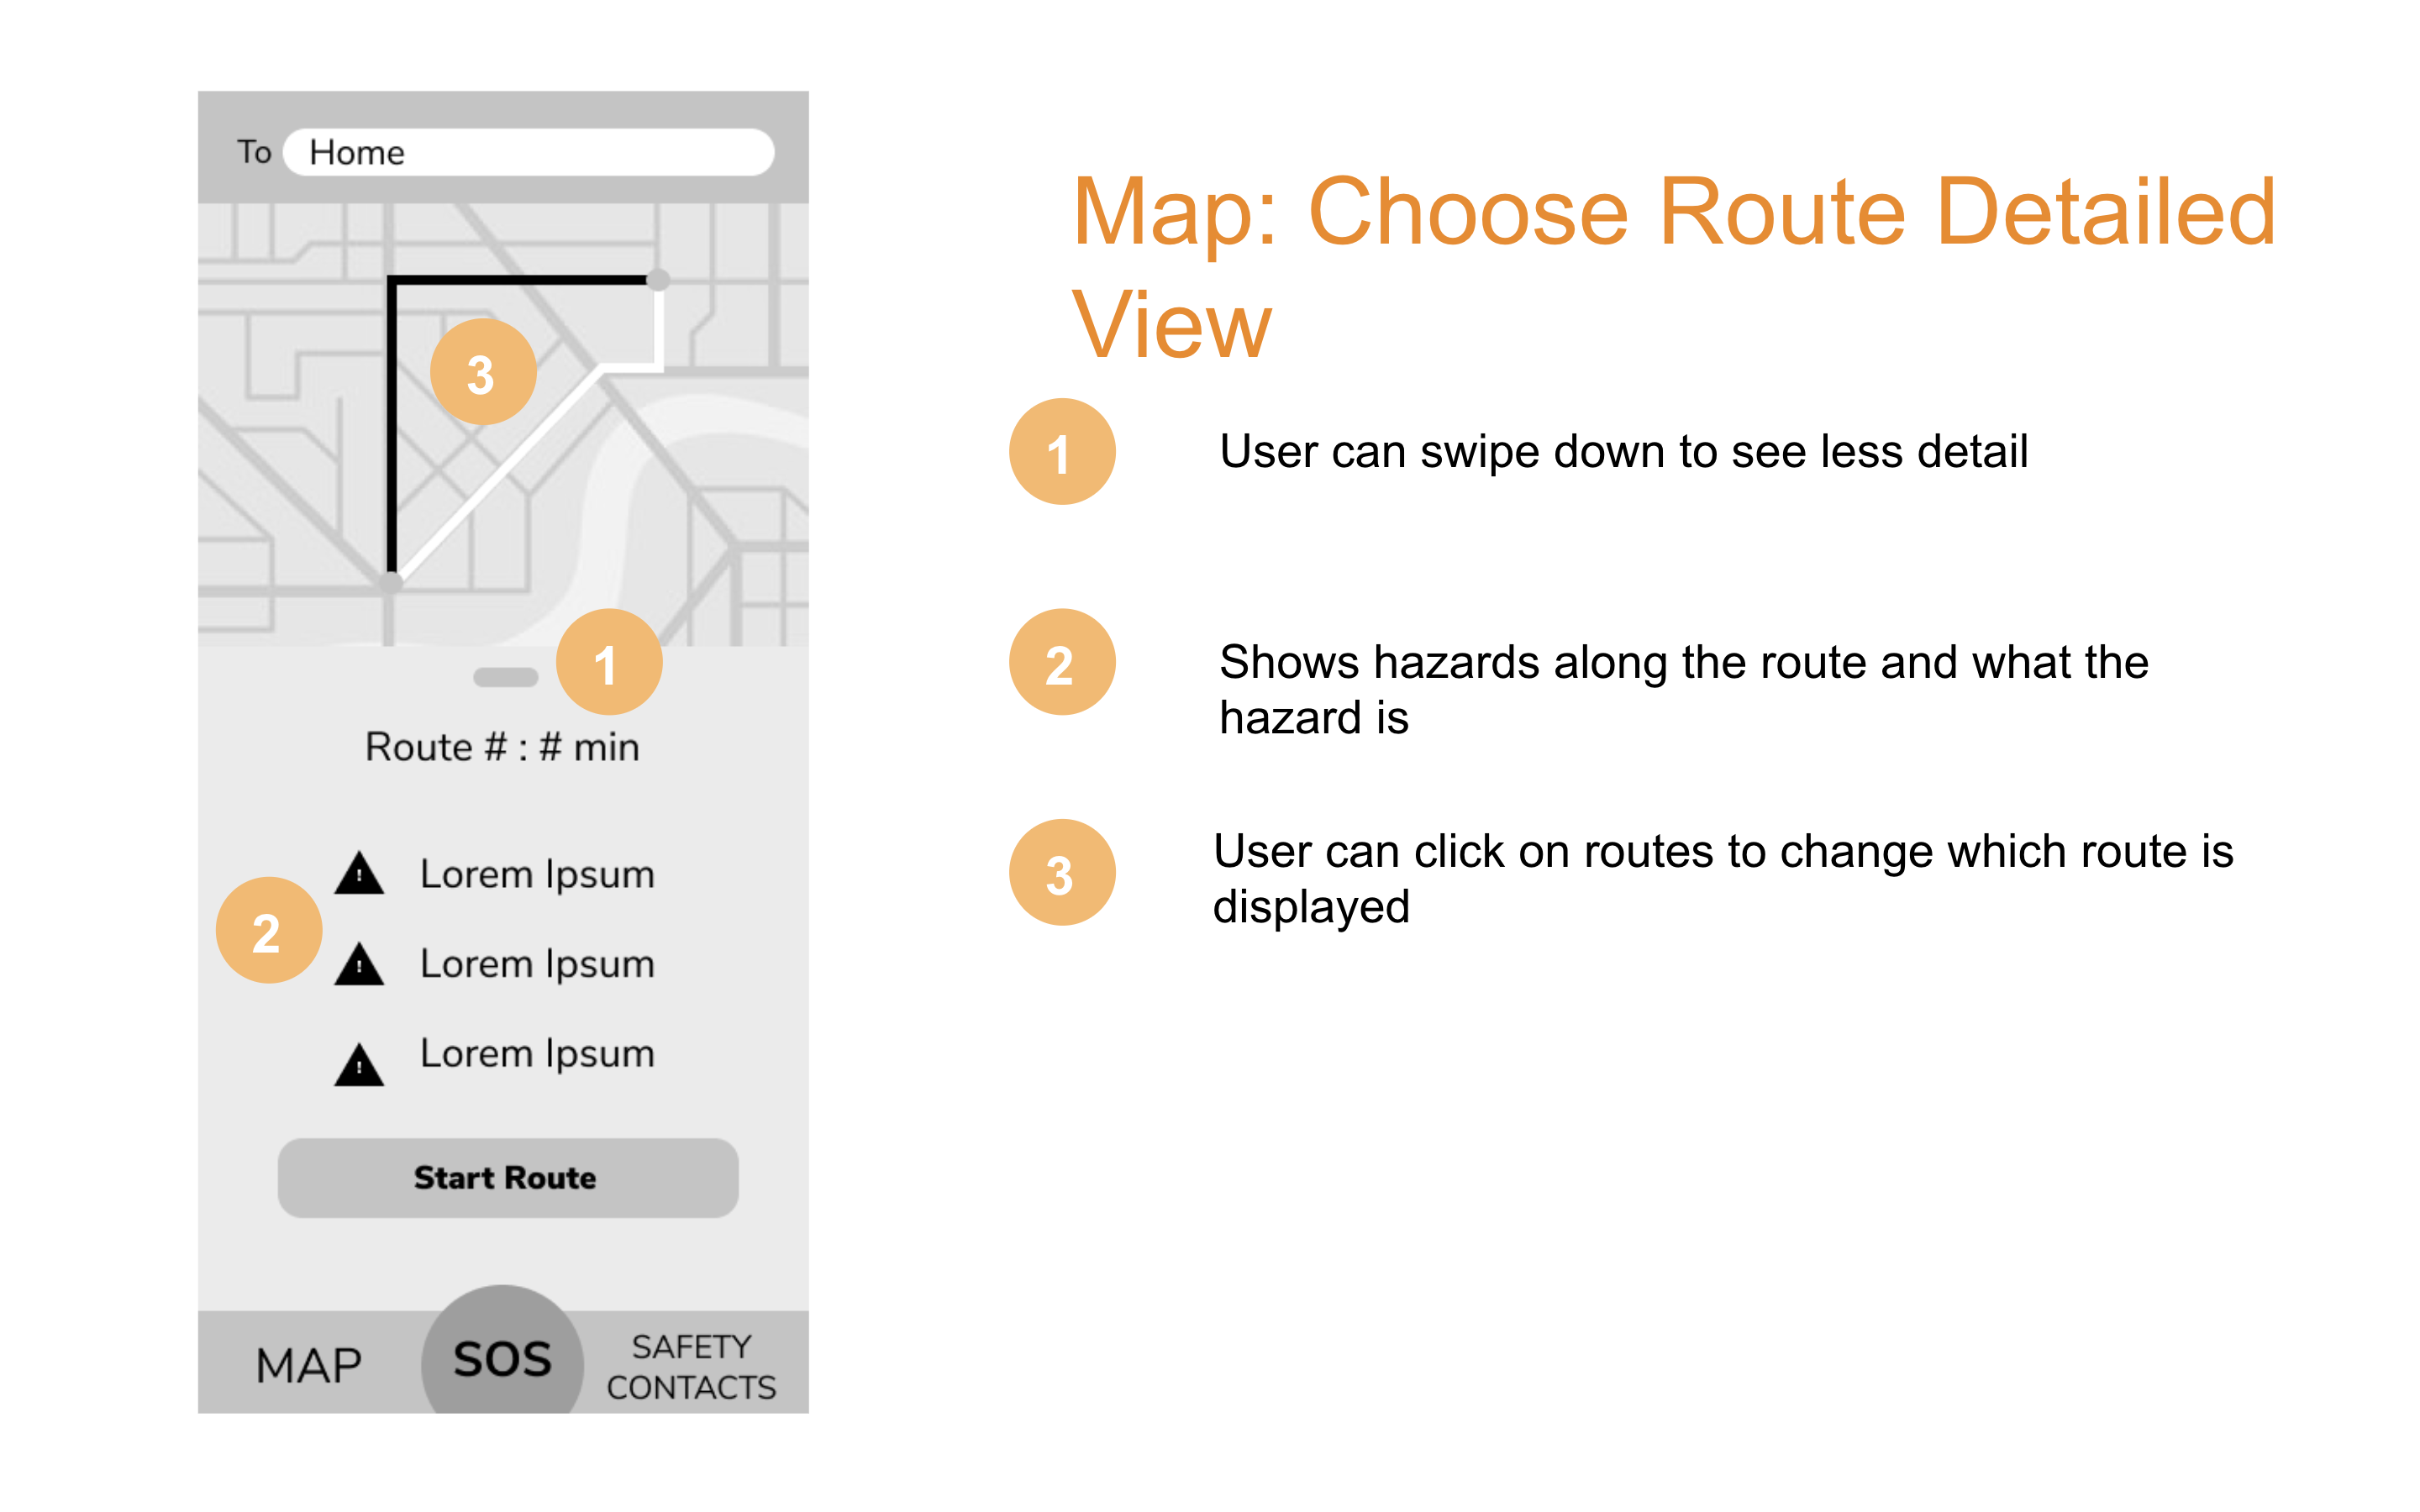 To Home
3
1
Route # : # min
! Lorem Ipsum
2
! Lorem Ipsum
! Lorem Ipsum
Start Route
MAP
SOS
SAFETY
CONTACTS
Map: Choose Route Detailed
View
1 User can swipe down to see less detail
2 Shows hazards along the route and what the
hazard is
3 User can click on routes to change which route is
displayed